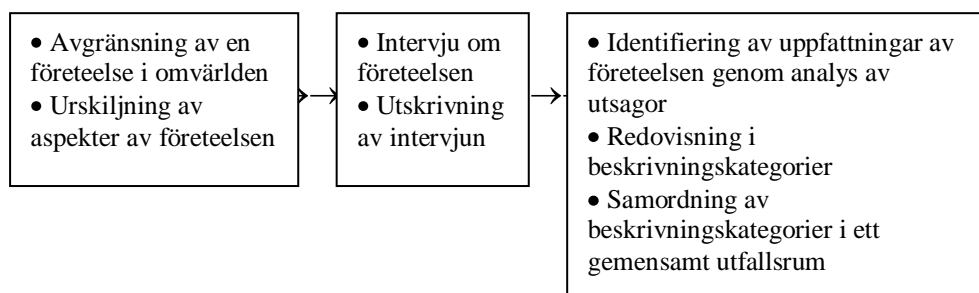 • Avgränsning av en
företeelse i omvärlden
• Urskiljning av
aspekter av företeelsen
• Intervju om
företeelsen
• Utskrivning
av intervjun
• Identifiering av uppfattningar av
företeelsen genom analys av
utsagor
• Redovisning i
beskrivningskategorier
• Samordning av
beskrivningskategorier i ett
gemensamt utfallsrum